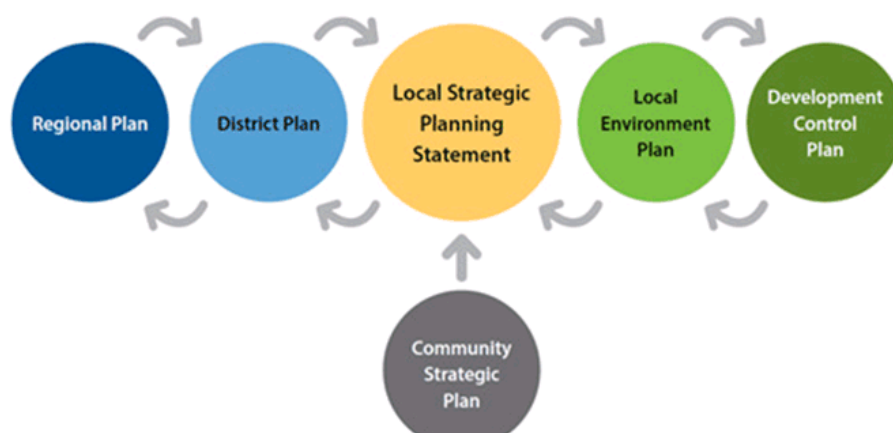 Regional Plan
District Plan
Local Strategic
Planning
Statement
Local
Environment
Plan
Development
Control
Plan
Community
Strategic
Plan